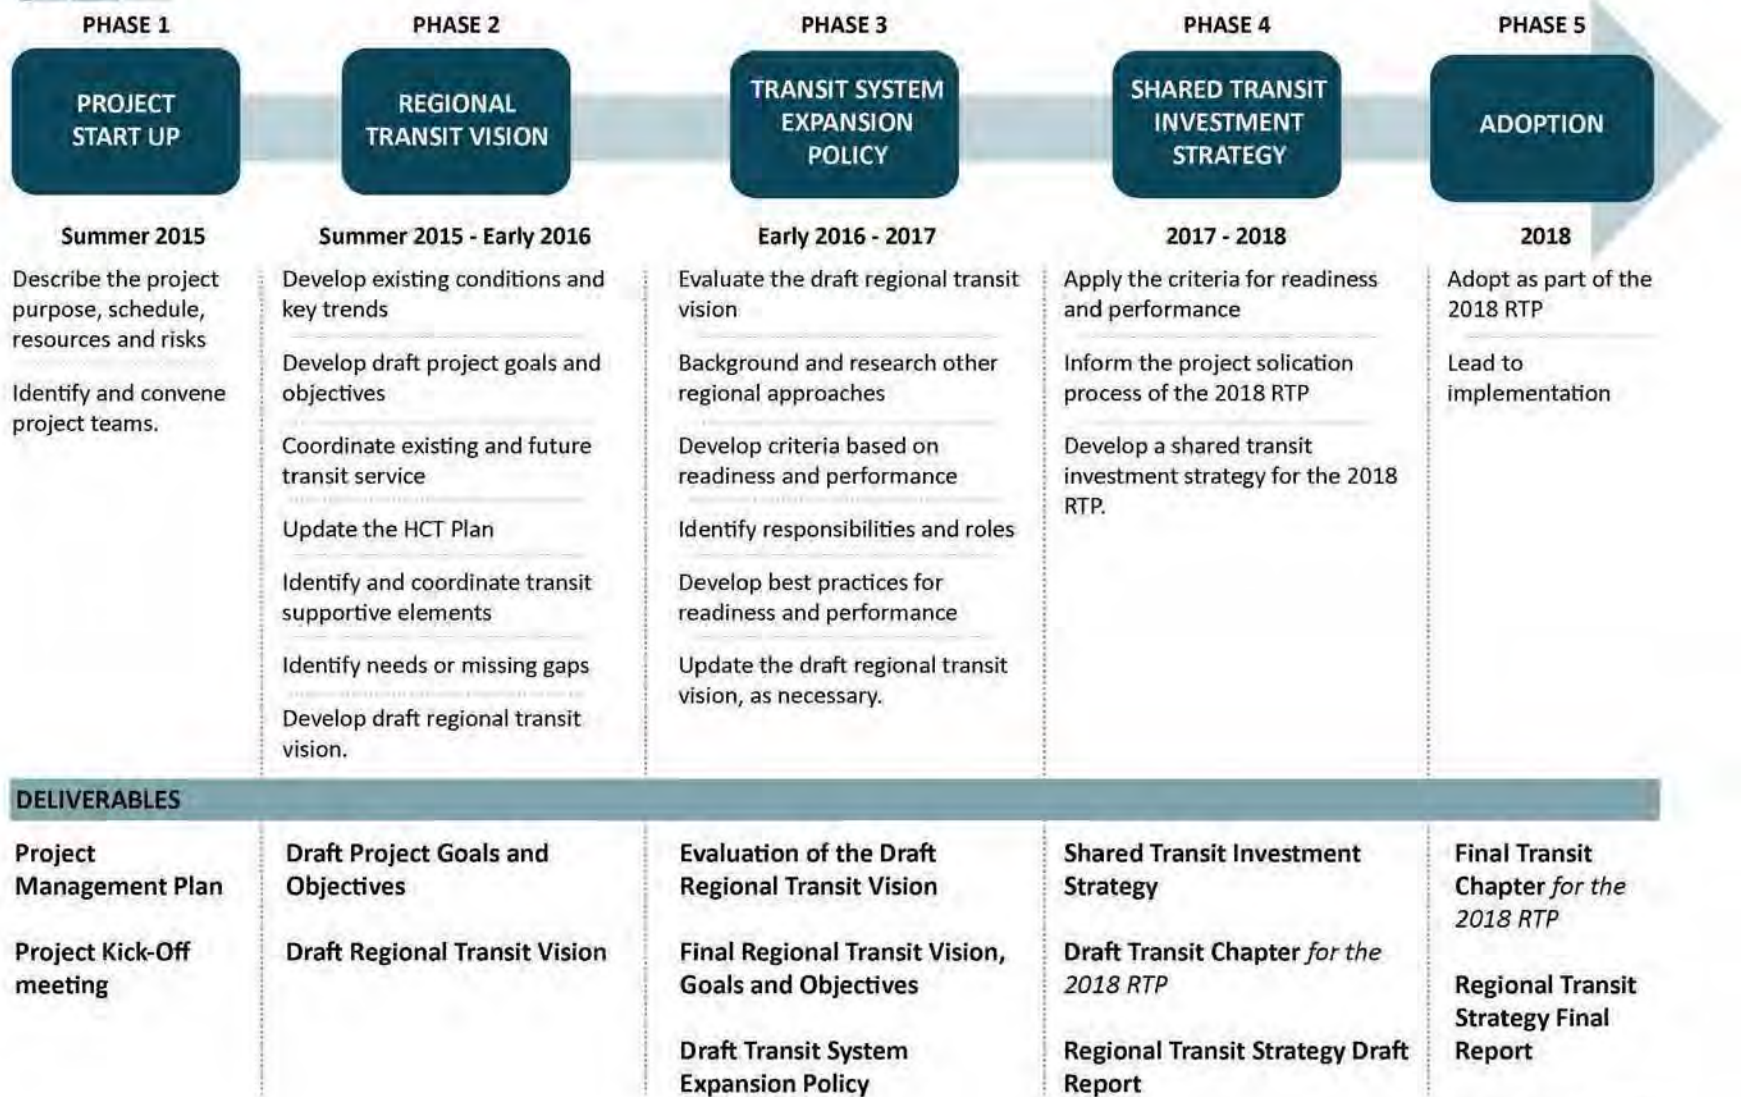 PHASE 1
PROJECT
START UP
Summer 2015
Describe the project
purpose, schedule,
resources and risks
Identify and convene
project teams.
PHASE 2
REGIONAL
TRANSIT VISION
Summer 2015 - Early 2016
Develop existing conditions and
key trends
Develop draft project goals and
objectives
Coordinate existing and future
transit service
Update the HCT Plan
Identify and coordinate transit
supportive elements
Identify needs or missing gaps
Develop draft regional transit
vision.
PHASE 3
TRANSIT SYSTEM
EXPANSION
POLICY
Early 2016 - 2017
Evaluate the draft regional transit
vision
Background and research other
regional approaches
Develop criteria based on
readiness and performance
Identify responsibilities and roles
Develop best practices for
readiness and performance
Update the draft regional transit
vision, as necessary.
PHASE 4
SHARED TRANSIT
INVESTMENT
STRATEGY
2017 - 2018
Apply the criteria for readiness
and performance
Inform the project solication
process of the 2018 RTP
Develop a shared transit
investment strategy for the 2018
RTP.
PHASE 5
ADOPTION
2018
Adopt as part of the
2018 RTP
Lead to
implementation
DELIVERABLES
Project
Management Plan
Project Kick-Off
meeting
Draft Project Goals and
Objectives
Draft Regional Transit Vision
Evaluation of the Draft
Regional Transit Vision
Final Regional Transit Vision,
Goals and Objectives
Draft Transit System
Expansion Policy
Shared Transit Investment
Strategy
Draft Transit Chapter for the
2018 RTP
Regional Transit Strategy Draft
Report
Final Transit
Chapter for the
2018 RTP
Regional Transit
Strategy Final
Report